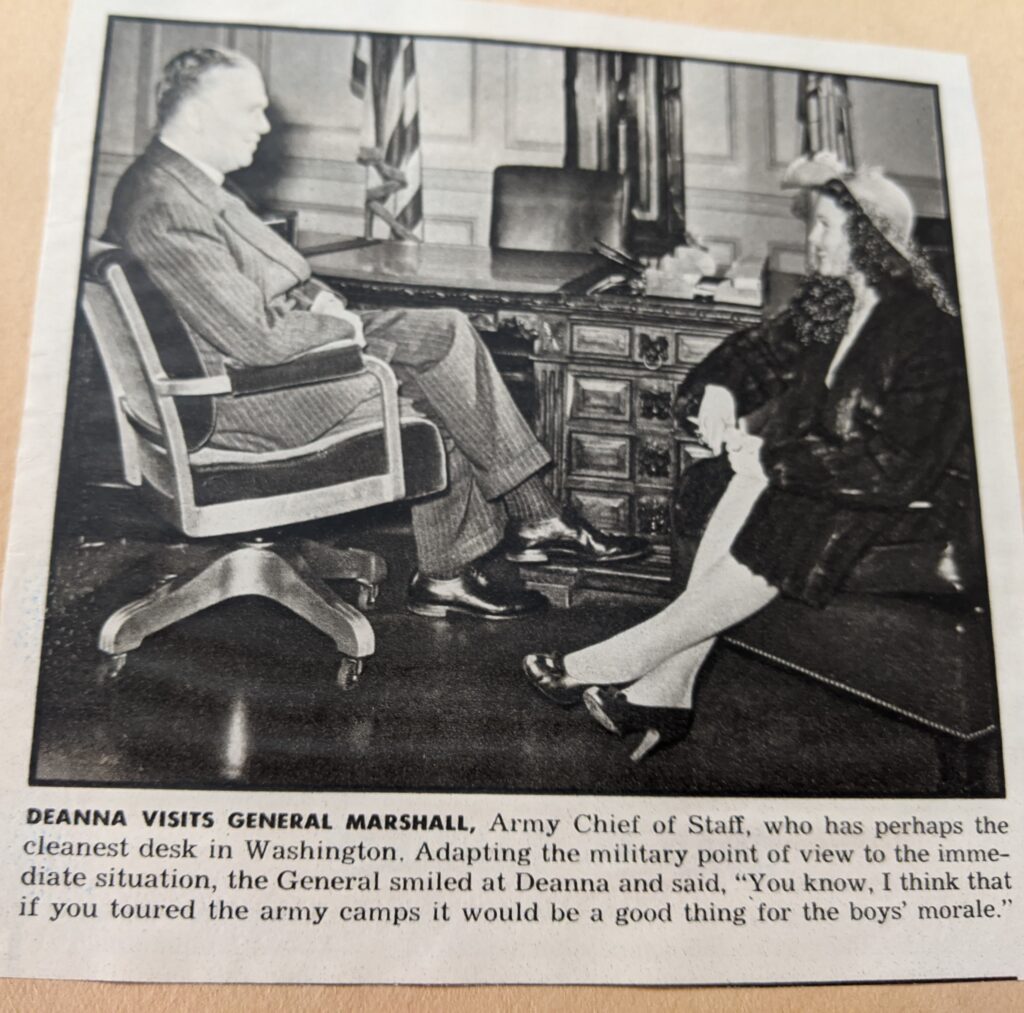 DEANNA VISITS GENERAL MARSHALL, Army Chief of Staff, who has perhaps the
cleanest desk in Washington. Adapting the military point of view to the imme-
diate situation, the General smiled at Deanna and said, “You know, I think that
if you toured the army camps it would be a good thing for the boys’ morale.”